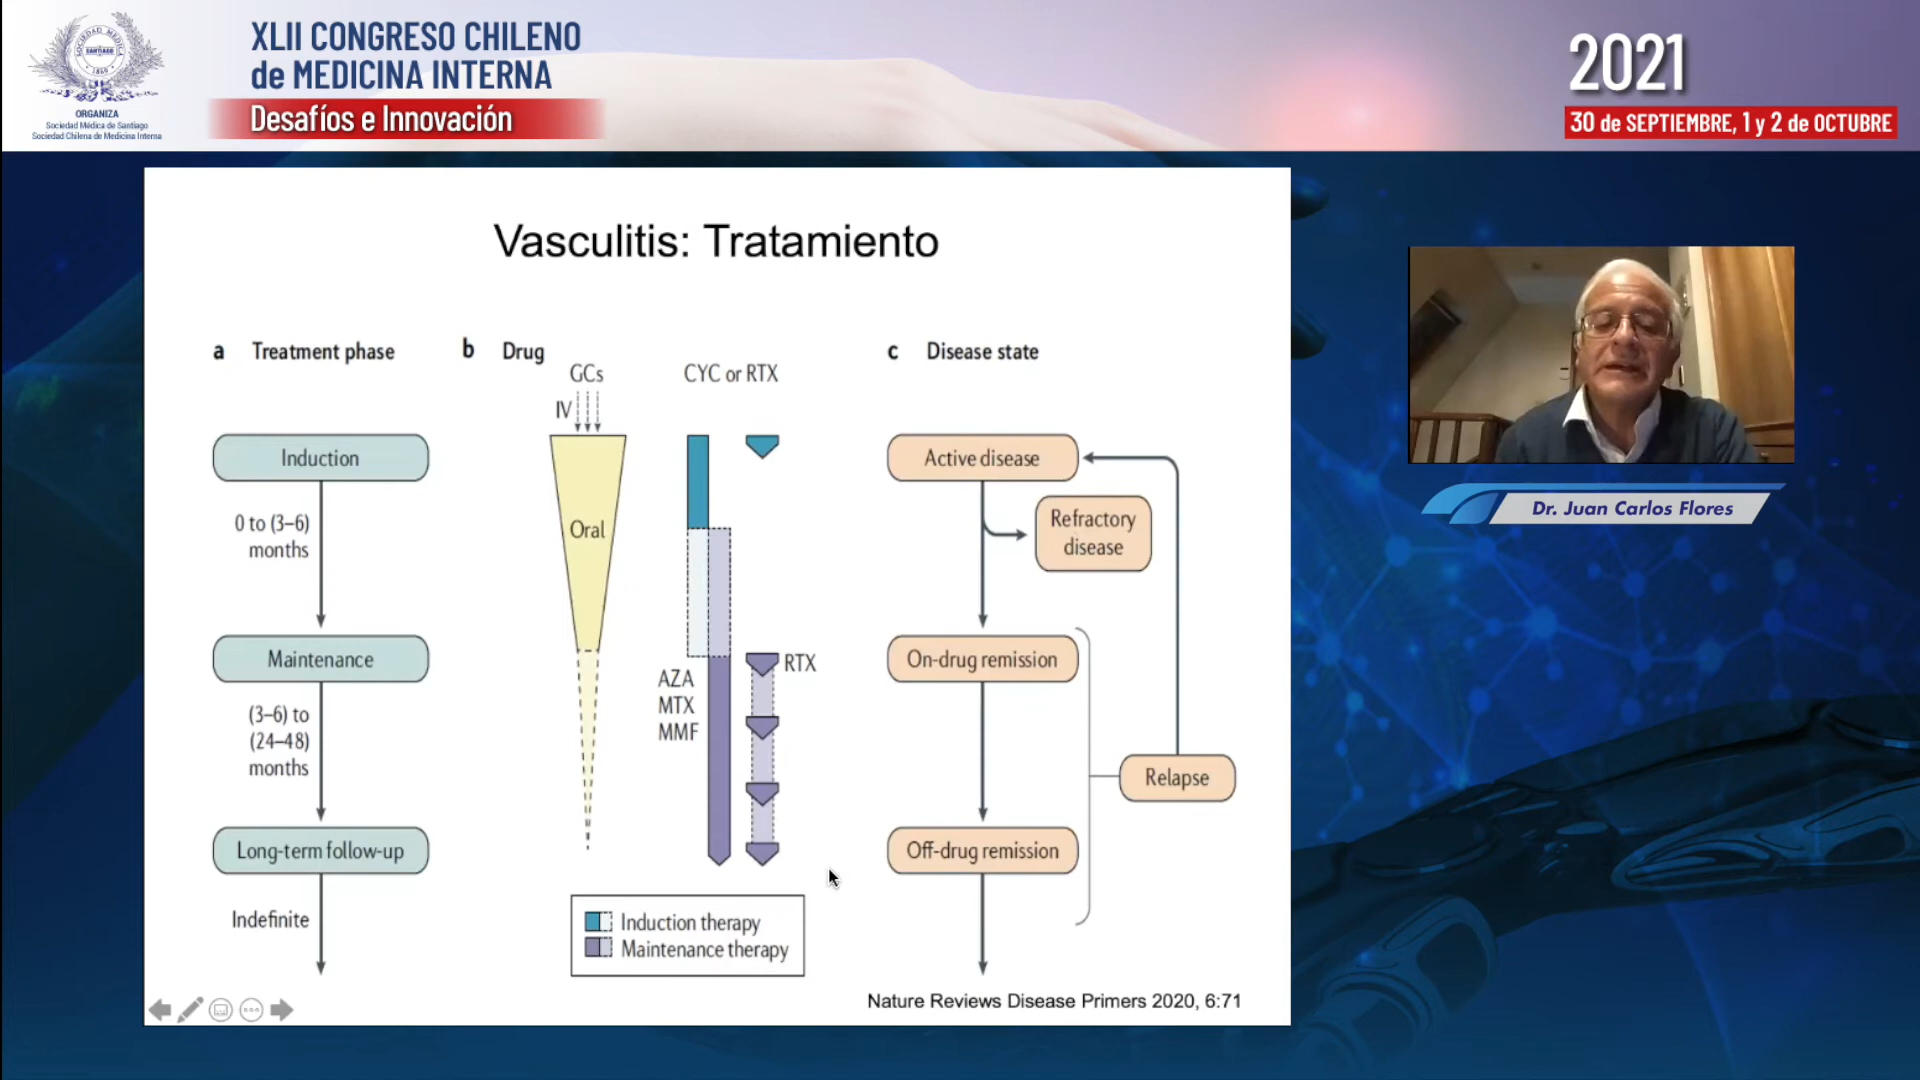 SOCIEDAD MEDICA
SANTIAGO
1869
ORGANIZA
Sociedad Médica de Santiago
Sociedad Chilena de Medicina Interna
XLII CONGRESO CHILENO
de MEDICINA INTERNA
Desafíos e Innovación
2021
30 de SEPTIEMBRE, 1 y 2 de OCTUBRE
Vasculitis: Tratamiento
a Treatment phase
Induction
0 to (3–6)
months
Maintenance
(3–6) to
(24–48)
months
Long-term follow-up
Indefinite
b Drug
GCs
IV
Oral
CYC or RTX
AZA
MTX
MMF
RTX
Induction therapy
Maintenance therapy
c Disease state
Active disease
Refractory
disease
On-drug remission
Relapse
Off-drug remission
Nature Reviews Disease Primers 2020, 6:71
Dr. Juan Carlos Flores